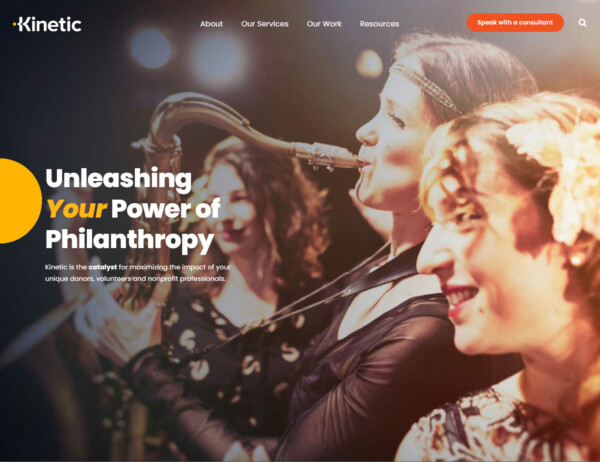 Kinetic
About Our Services Our Work Resources
Speak with a consultant
Unleashing
Your Power of
Philanthropy
Kinetic is the catalyst for maximizing the impact of your
unique donors, volunteers and nonprofit professionals.